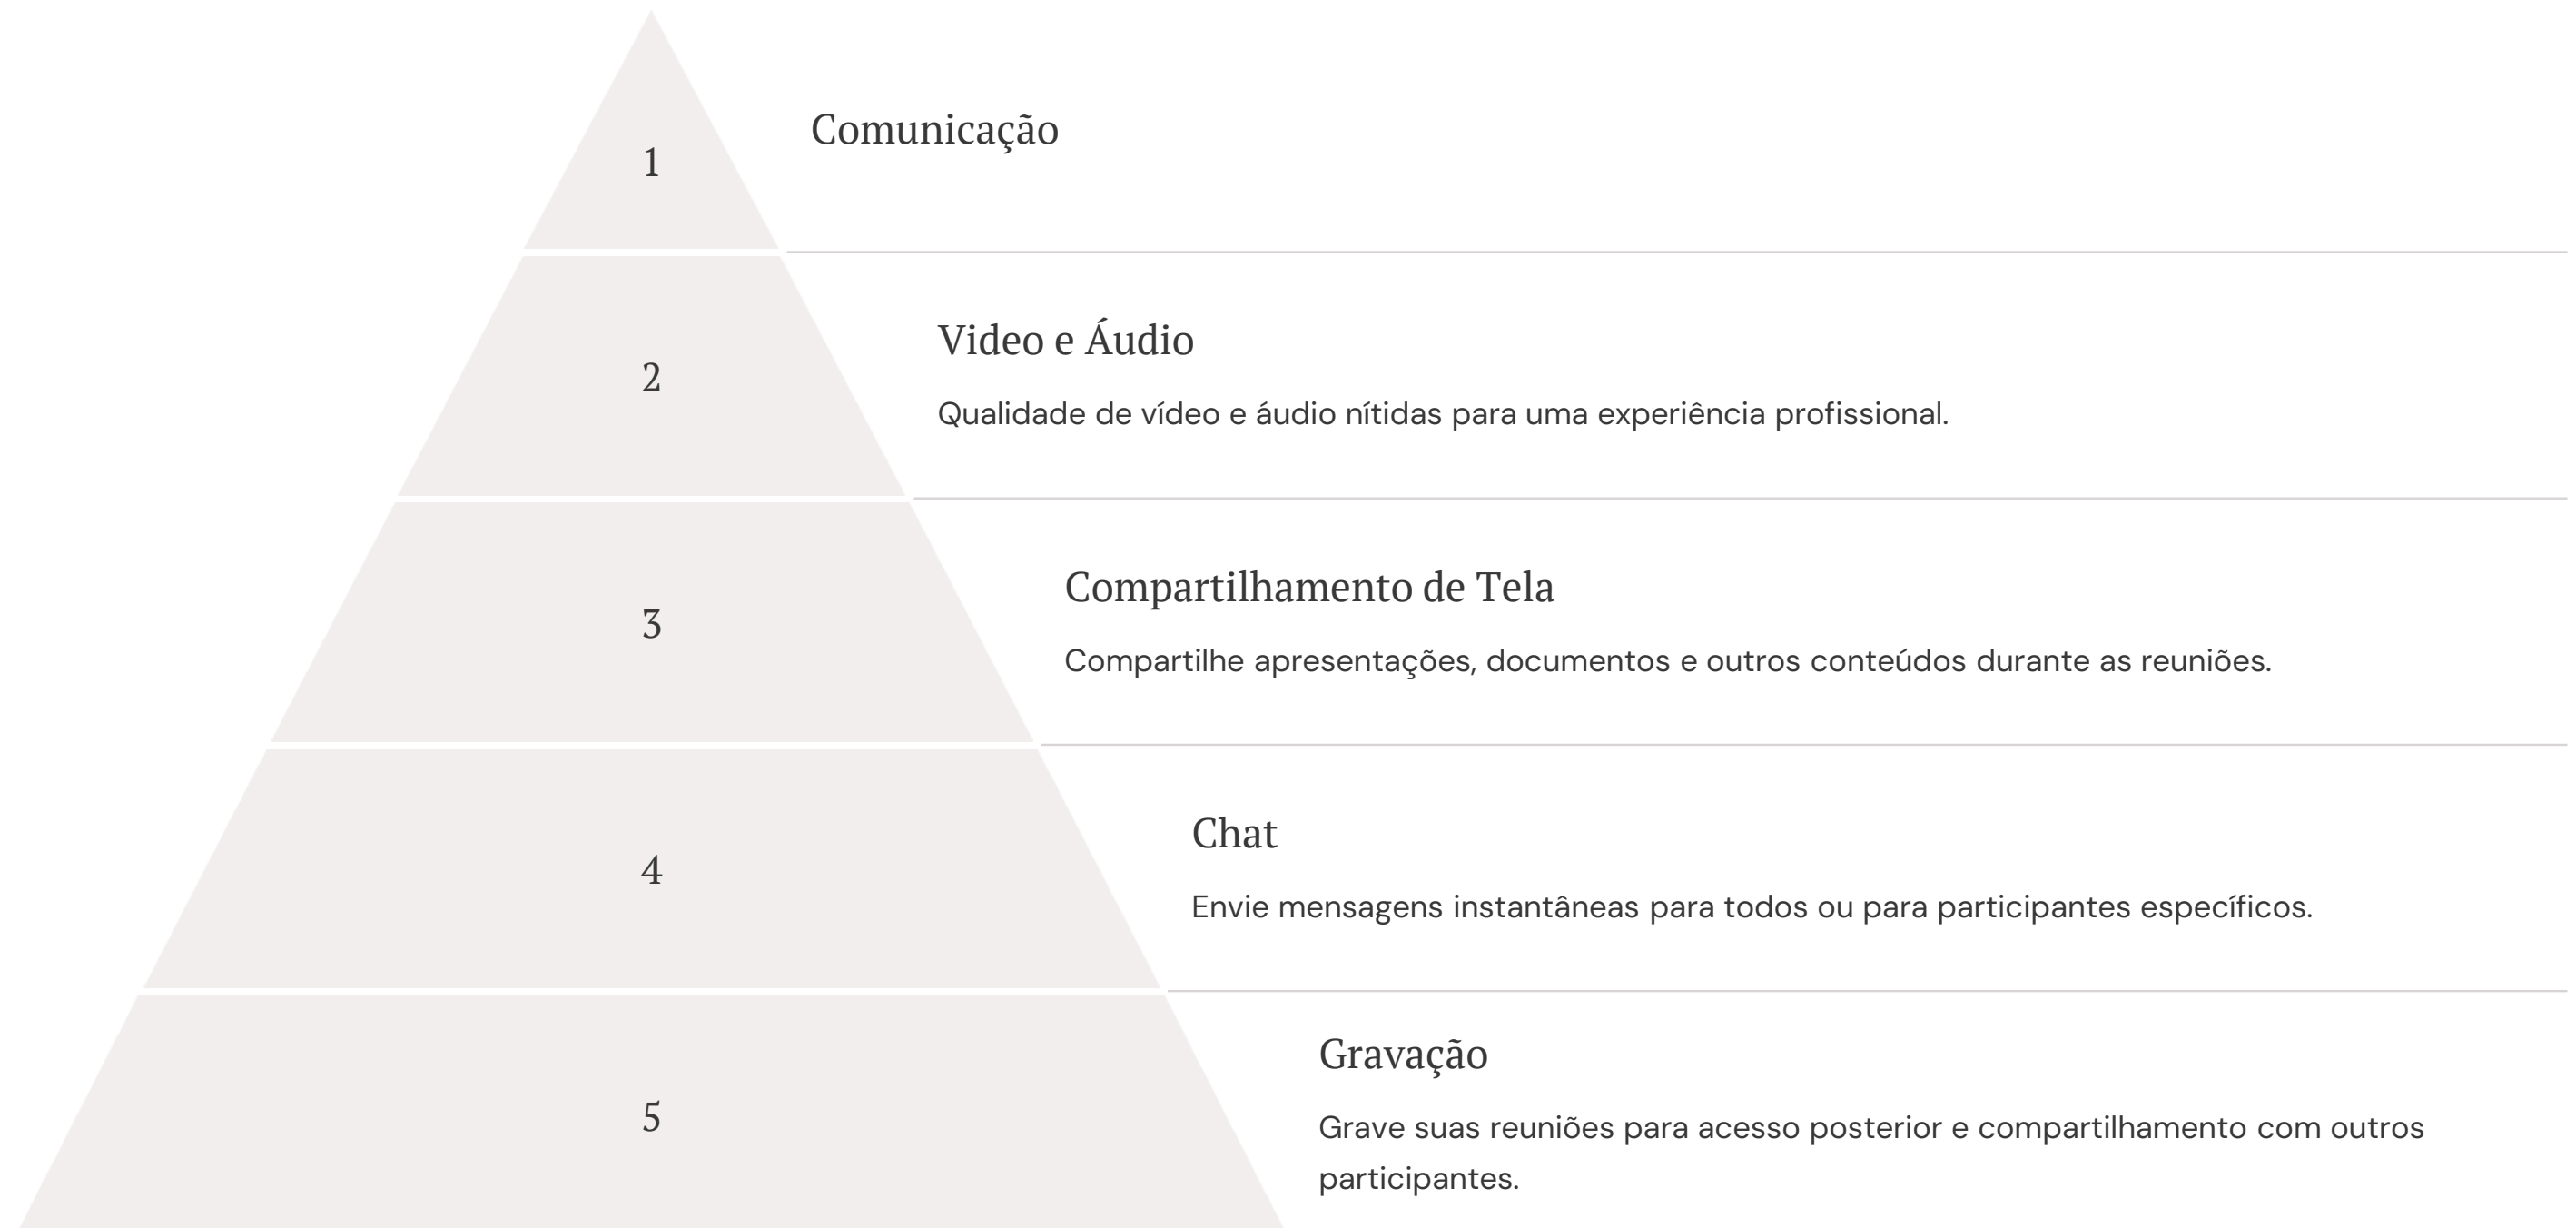 1
Comunicação
2
Video e Áudio
Qualidade de vídeo e áudio nítidas para uma experiência profissional.
3
Compartilhamento de Tela
Compartilhe apresentações, documentos e outros conteúdos durante as reuniões.
4
Chat
Envie mensagens instantâneas para todos ou para participantes específicos.
5
Gravação
Grave suas reuniões para acesso posterior e compartilhamento com outros
participantes.